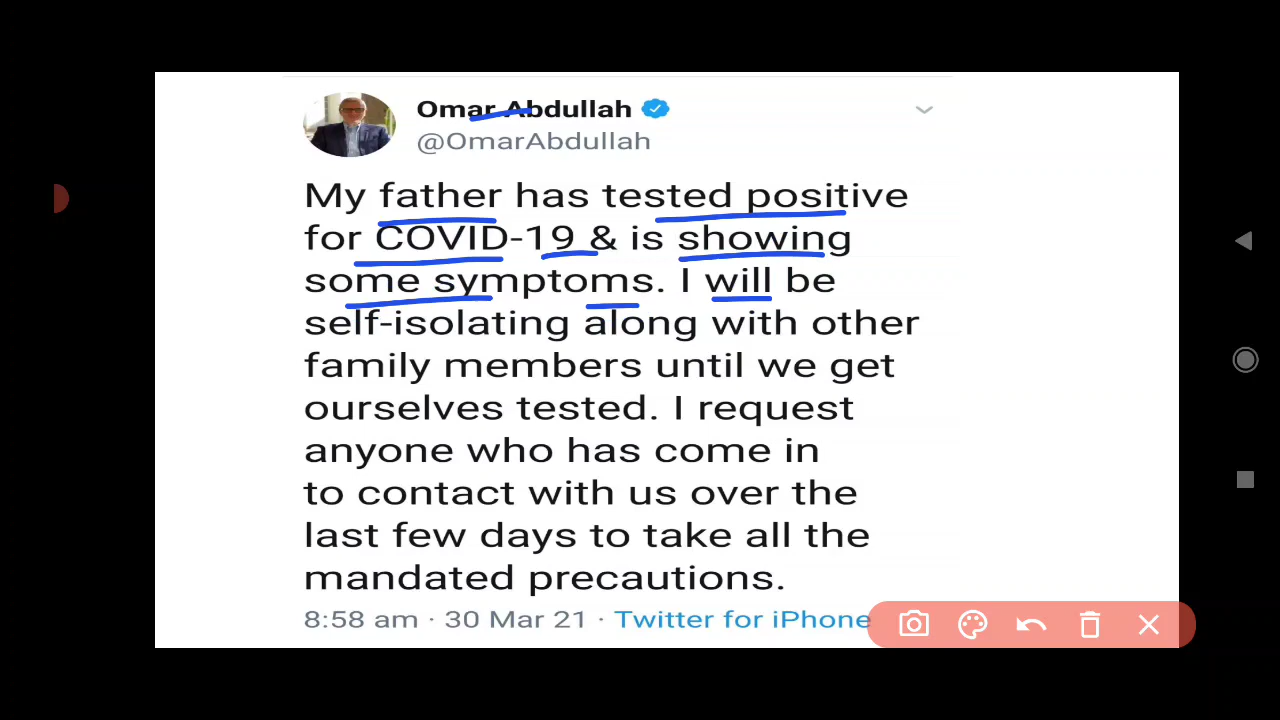 Omar Abdullah
@OmarAbdullah
My father has tested positive
for COVID-19 & is showing
some symptoms. I will be
self-isolating along with other
family members until we get
ourselves tested. I request
anyone who has come in
to contact with us over the
last few days to take all the
mandated precautions.
8:58 am · 30 Mar 21 · Twitter for iPhone